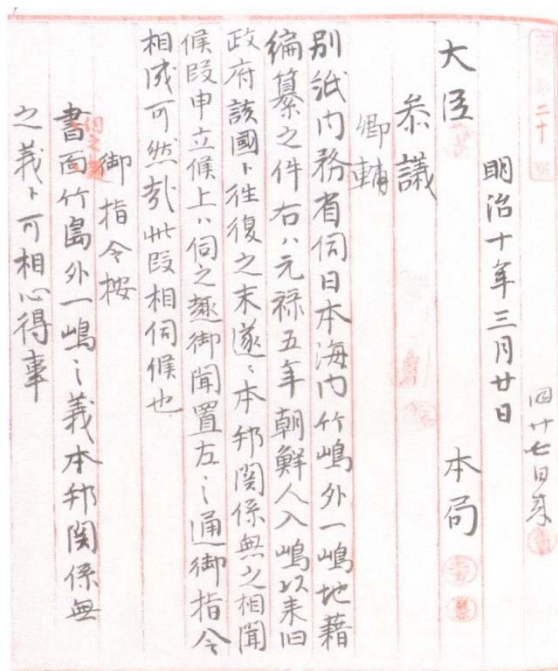 二十
明治十年三月廿日
大臣 本局
参議
卿輔
別紙内務省伺日本海内竹嶋外一嶋地籍
編纂之件右ハ元禄五年朝鮮人入嶋以来旧
政府該國ト往復之末遂ニ本邦関係無之相聞
候段申立候上ハ伺之趣御聞置左之通御指令
相成可然哉此段相伺候也
御指令按
伺之趣
書面竹島外一嶋之義本邦関係無
之義ト可相心得事